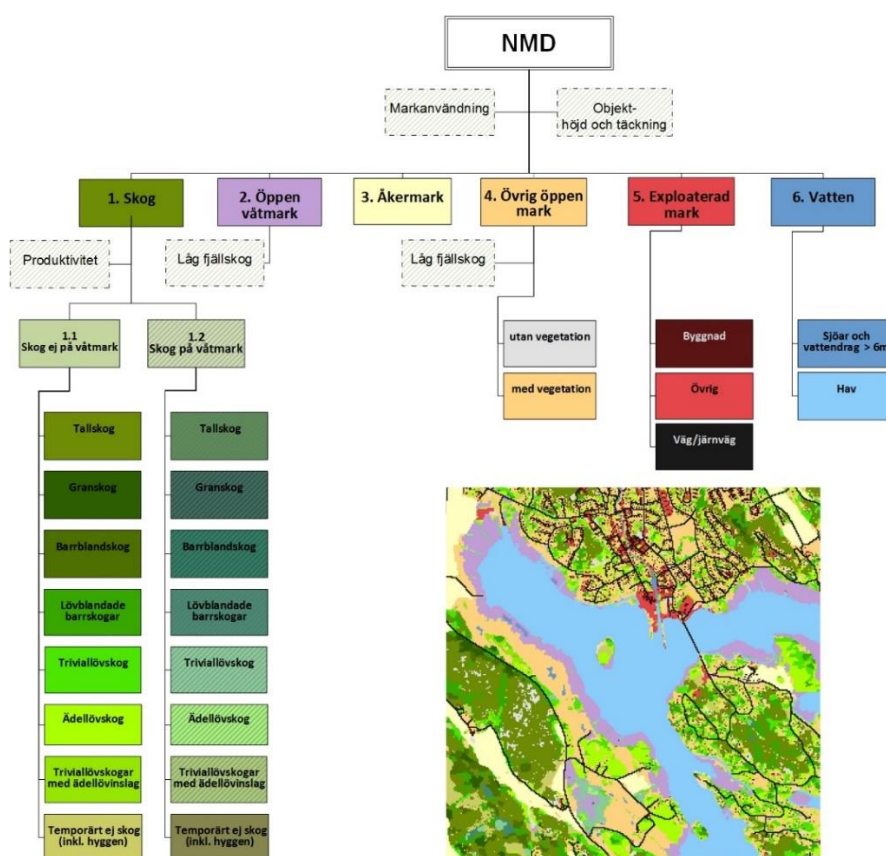 NMD
Markanvändning
Objekt-
höjd och täckning
1. Skog
2. Öppen
våtmark
3. Åkermark
4. Övrig öppen
mark
5. Exploaterad
mark
6. Vatten
Produktivitet
Låg fjällskog
Låg fjällskog
1.1
Skog ej på våtmark
1.2
Skog på våtmark
utan vegetation
med vegetation
Byggnad
Övrig
Väg/järnväg
Sjöar och
vattendrag > 6m
Hav
Tallskog
Granskog
Barrblandskog
Lövblandade
barrskogar
Triviallövskog
Ädellövskog
Triviallövskogar
med ädellövinslag
Temporärt ej skog
(inkl. hyggen)
Tallskog
Granskog
Barrblandskog
Lövblandade
barrskogar
Triviallövskog
Ädellövskog
Triviallövskogar
med ädellövinslag
Temporärt ej skog
(inkl. hyggen)